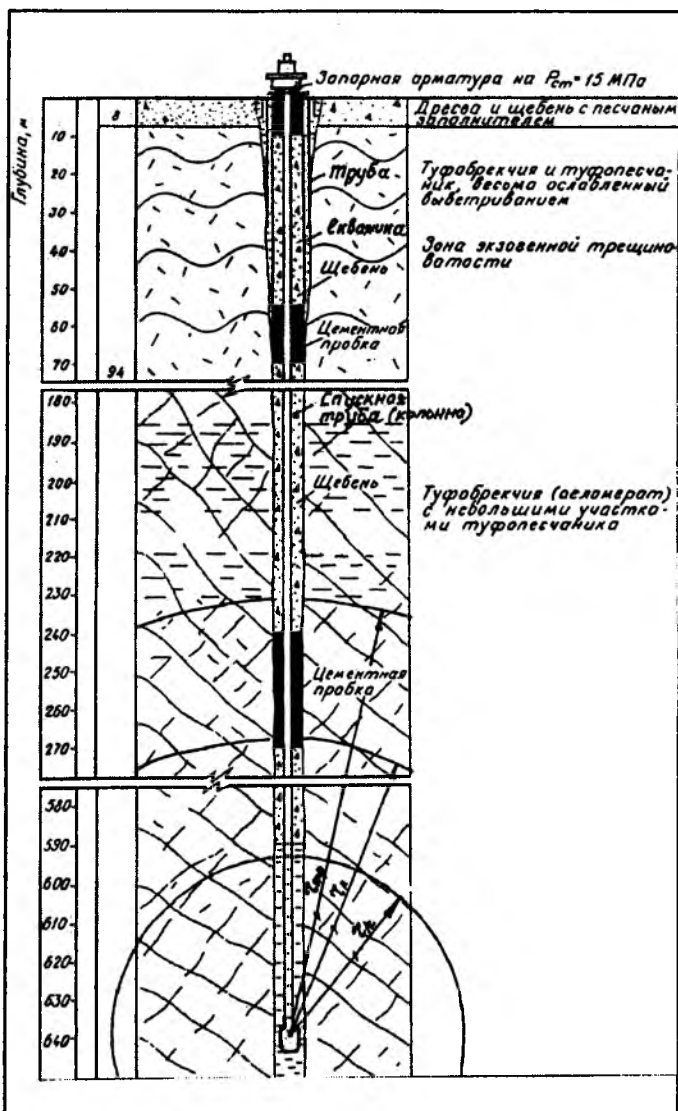 Запорная арматура на Pст = 15 МПа
Глубина, м
8
Дресва и щебень с песчаным
заполнителем
10
20
30
40
50
60
70
94
Труба
Скважина
Щебень
Цементная
пробка
Туфобрекчия и туфопесча-
ник, весьма ослабленный
выветриванием
Зона экзогенной трещино-
ватости
180
190
200
210
220
230
240
250
260
270
Спускная
труба (колонна)
Щебень
Цементная
пробка
Туфобрекчия (агломерат)
с небольшими участка-
ми туфопесчаника
580
590
600
610
620
630
640